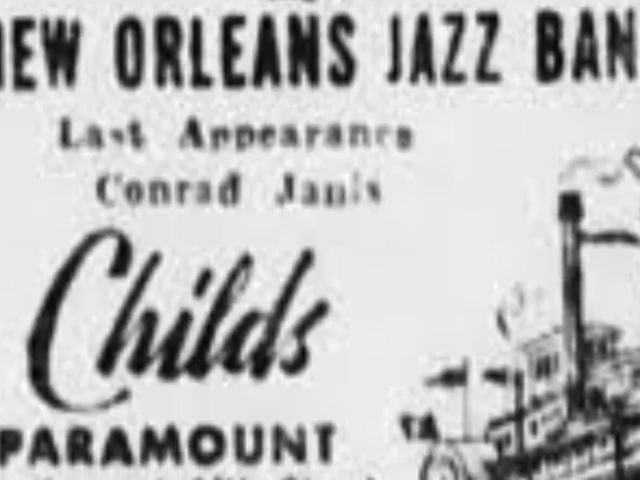 NEW ORLEANS JAZZ BAN
Last Appearance
Conrad Janis
Childs
PARAMOUNT